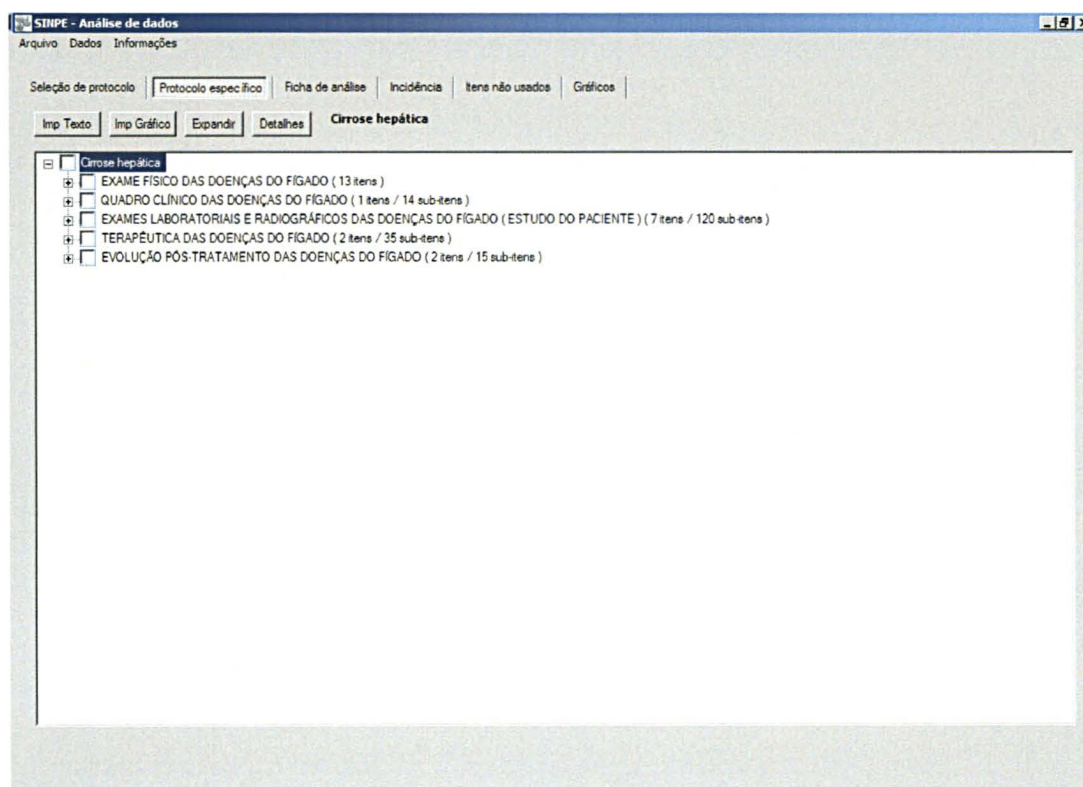 SINPE - Análise de dados
Arquivo Dados Informações
Seleção de protocolo Protocolo específico Ficha de análise Incidência Itens não usados Gráficos
Imp Texto Imp Gráfico Expandir Detalhes Cirrose hepática
Cirrose hepática
EXAME FÍSICO DAS DOENÇAS DO FÍGADO ( 13 itens )
QUADRO CLÍNICO DAS DOENÇAS DO FÍGADO ( 1 itens / 14 sub-itens )
EXAMES LABORATORIAIS E RADIOGRÁFICOS DAS DOENÇAS DO FÍGADO ( ESTUDO DO PACIENTE ) ( 7 itens / 120 sub-itens )
TERAPÊUTICA DAS DOENÇAS DO FÍGADO ( 2 itens / 35 sub-itens )
EVOLUÇÃO PÓS-TRATAMENTO DAS DOENÇAS DO FÍGADO ( 2 itens / 15 sub-itens )